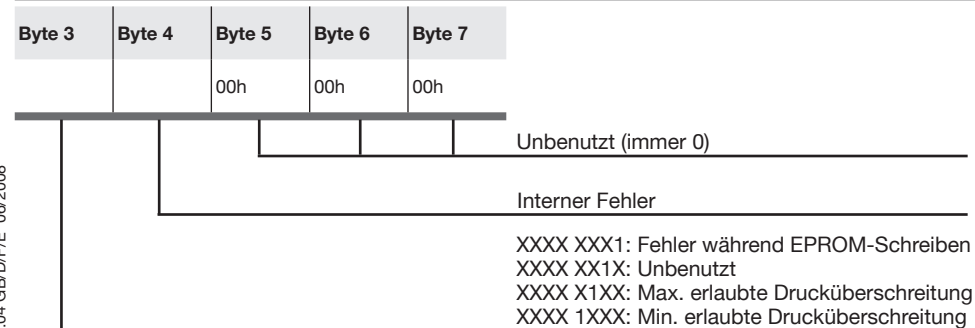 Byte 3 Byte 4 Byte 5 Byte 6 Byte 7
00h 00h 00h
Unbenutzt (immer 0)
Interner Fehler
XXXX XXX1: Fehler während EPROM-Schreiben
XXXX XX1X: Unbenutzt
XXXX X1XX: Max. erlaubte Drucküberschreitung
XXXX 1XXX: Min. erlaubte Drucküberschreitung
GB/D/F/E